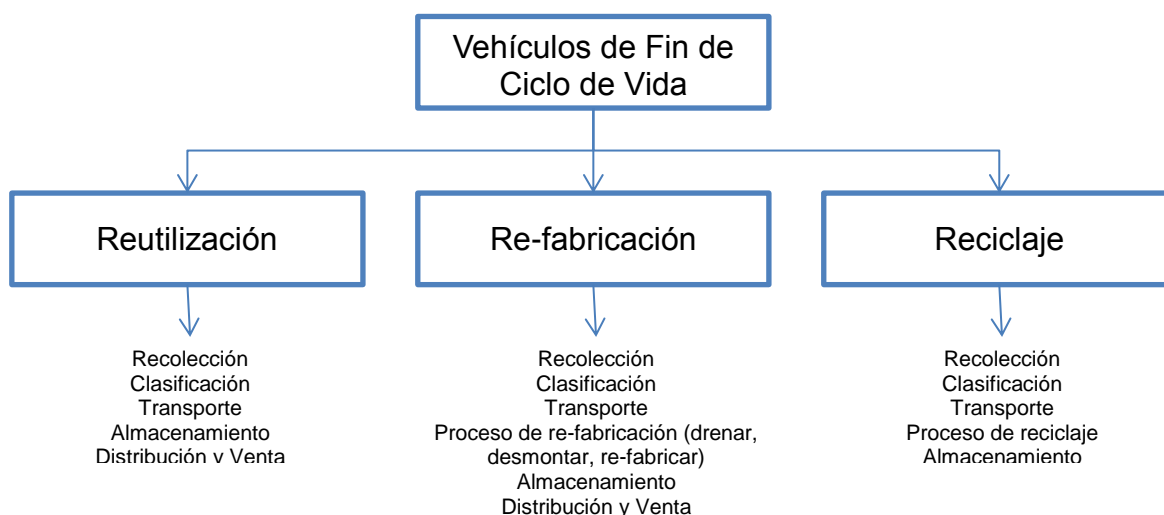 Vehículos de Fin de
Ciclo de Vida
Reutilización
Re-fabricación
Reciclaje
Recolección
Clasificación
Transporte
Almacenamiento
Distribución y Venta
Recolección
Clasificación
Transporte
Proceso de re-fabricación (drenar,
desmontar, re-fabricar)
Almacenamiento
Distribución y Venta
Recolección
Clasificación
Transporte
Proceso de reciclaje
Almacenamiento